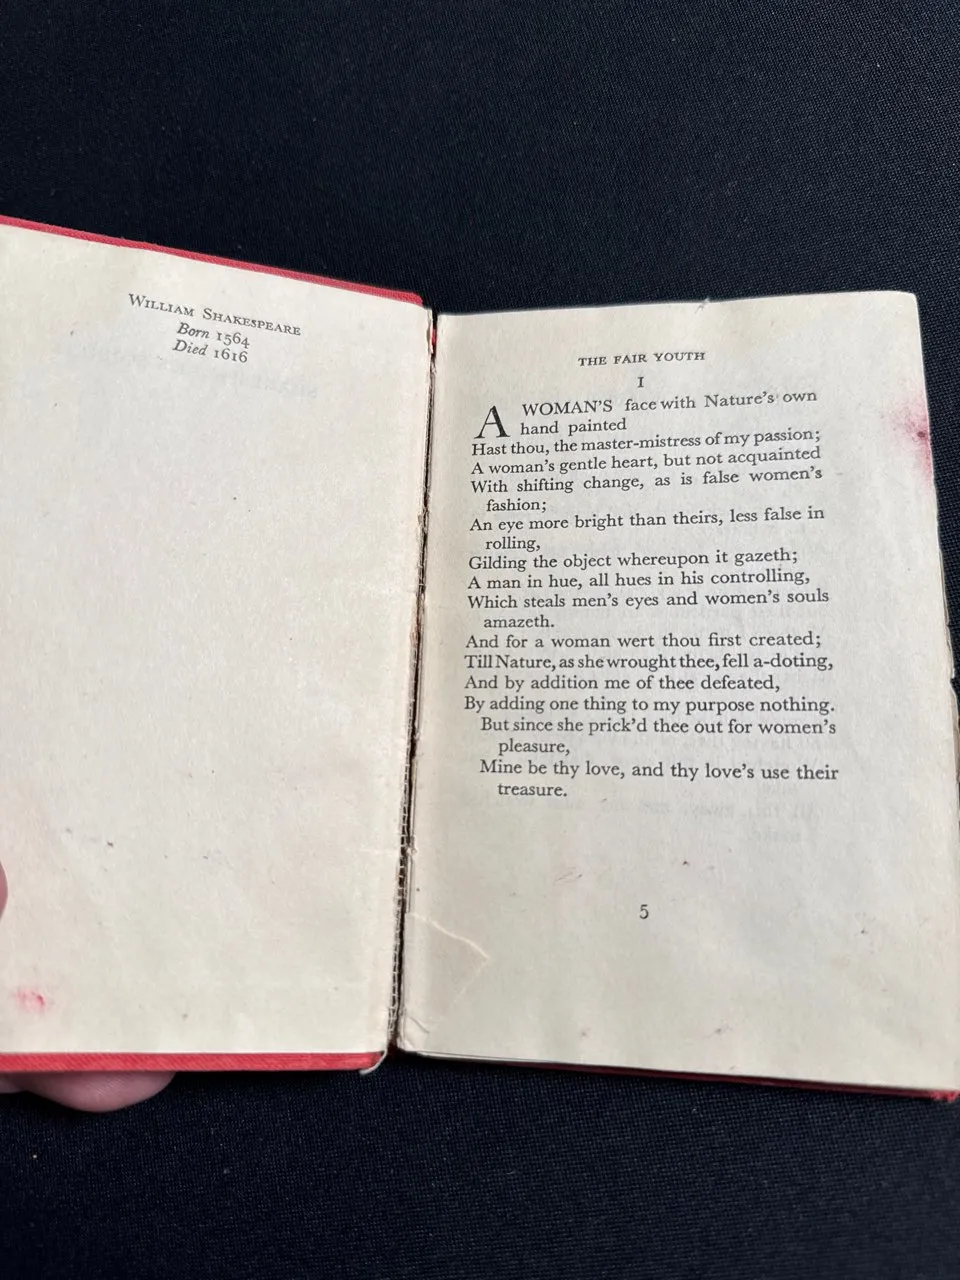 WILLIAM SHAKESPEARE
Born 1564
Died 1616
THE FAIR YOUTH
I
A WOMAN'S face with Nature's own
hand painted
Hast thou, the master-mistress of my passion;
A woman's gentle heart, but not acquainted
With shifting change, as is false women's
fashion;
An eye more bright than theirs, less false in
rolling,
Gilding the object whereupon it gazeth;
A man in hue, all hues in his controlling,
Which steals men's eyes and women's souls
amazeth.
And for a woman wert thou first created;
Till Nature, as she wrought thee, fell a-doting,
And by addition me of thee defeated,
By adding one thing to my purpose nothing.
But since she prick'd thee out for women's
pleasure,
Mine be thy love, and thy love's use their
treasure.
5